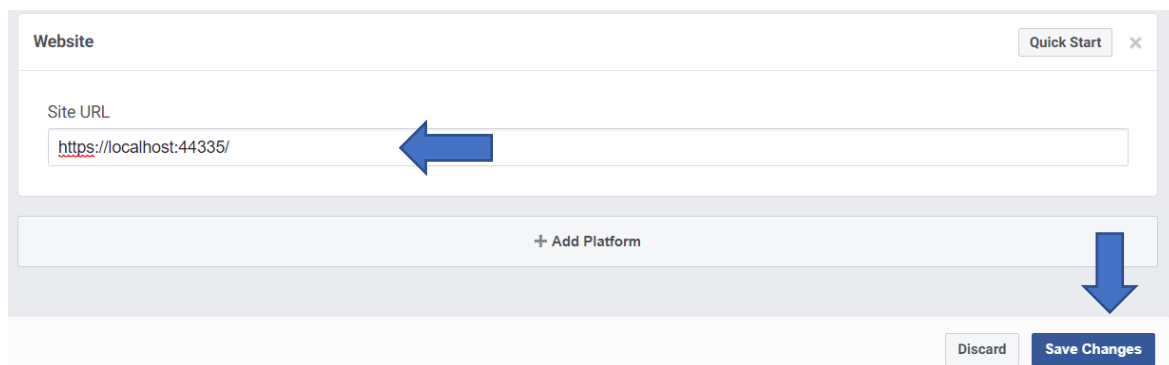 Website
Quick Start ×
Site URL
https://localhost:44335/
+ Add Platform
Discard
Save Changes